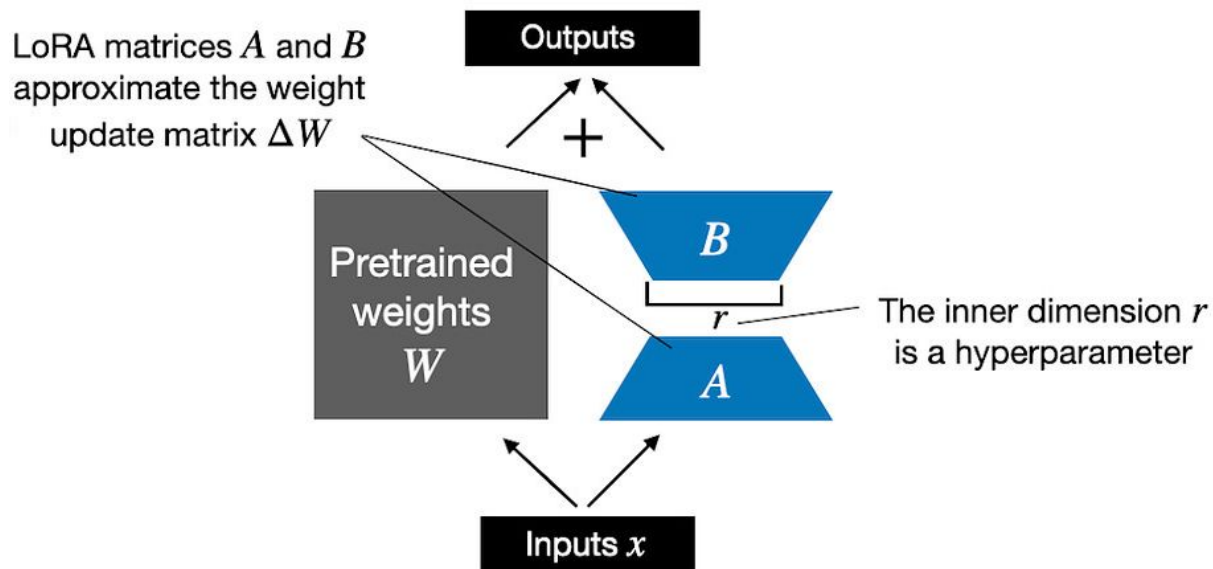 Outputs
LoRA matrices A and B
approximate the weight
update matrix ΔW
+
Pretrained
weights
W
B
r
A
The inner dimension r
is a hyperparameter
Inputs x